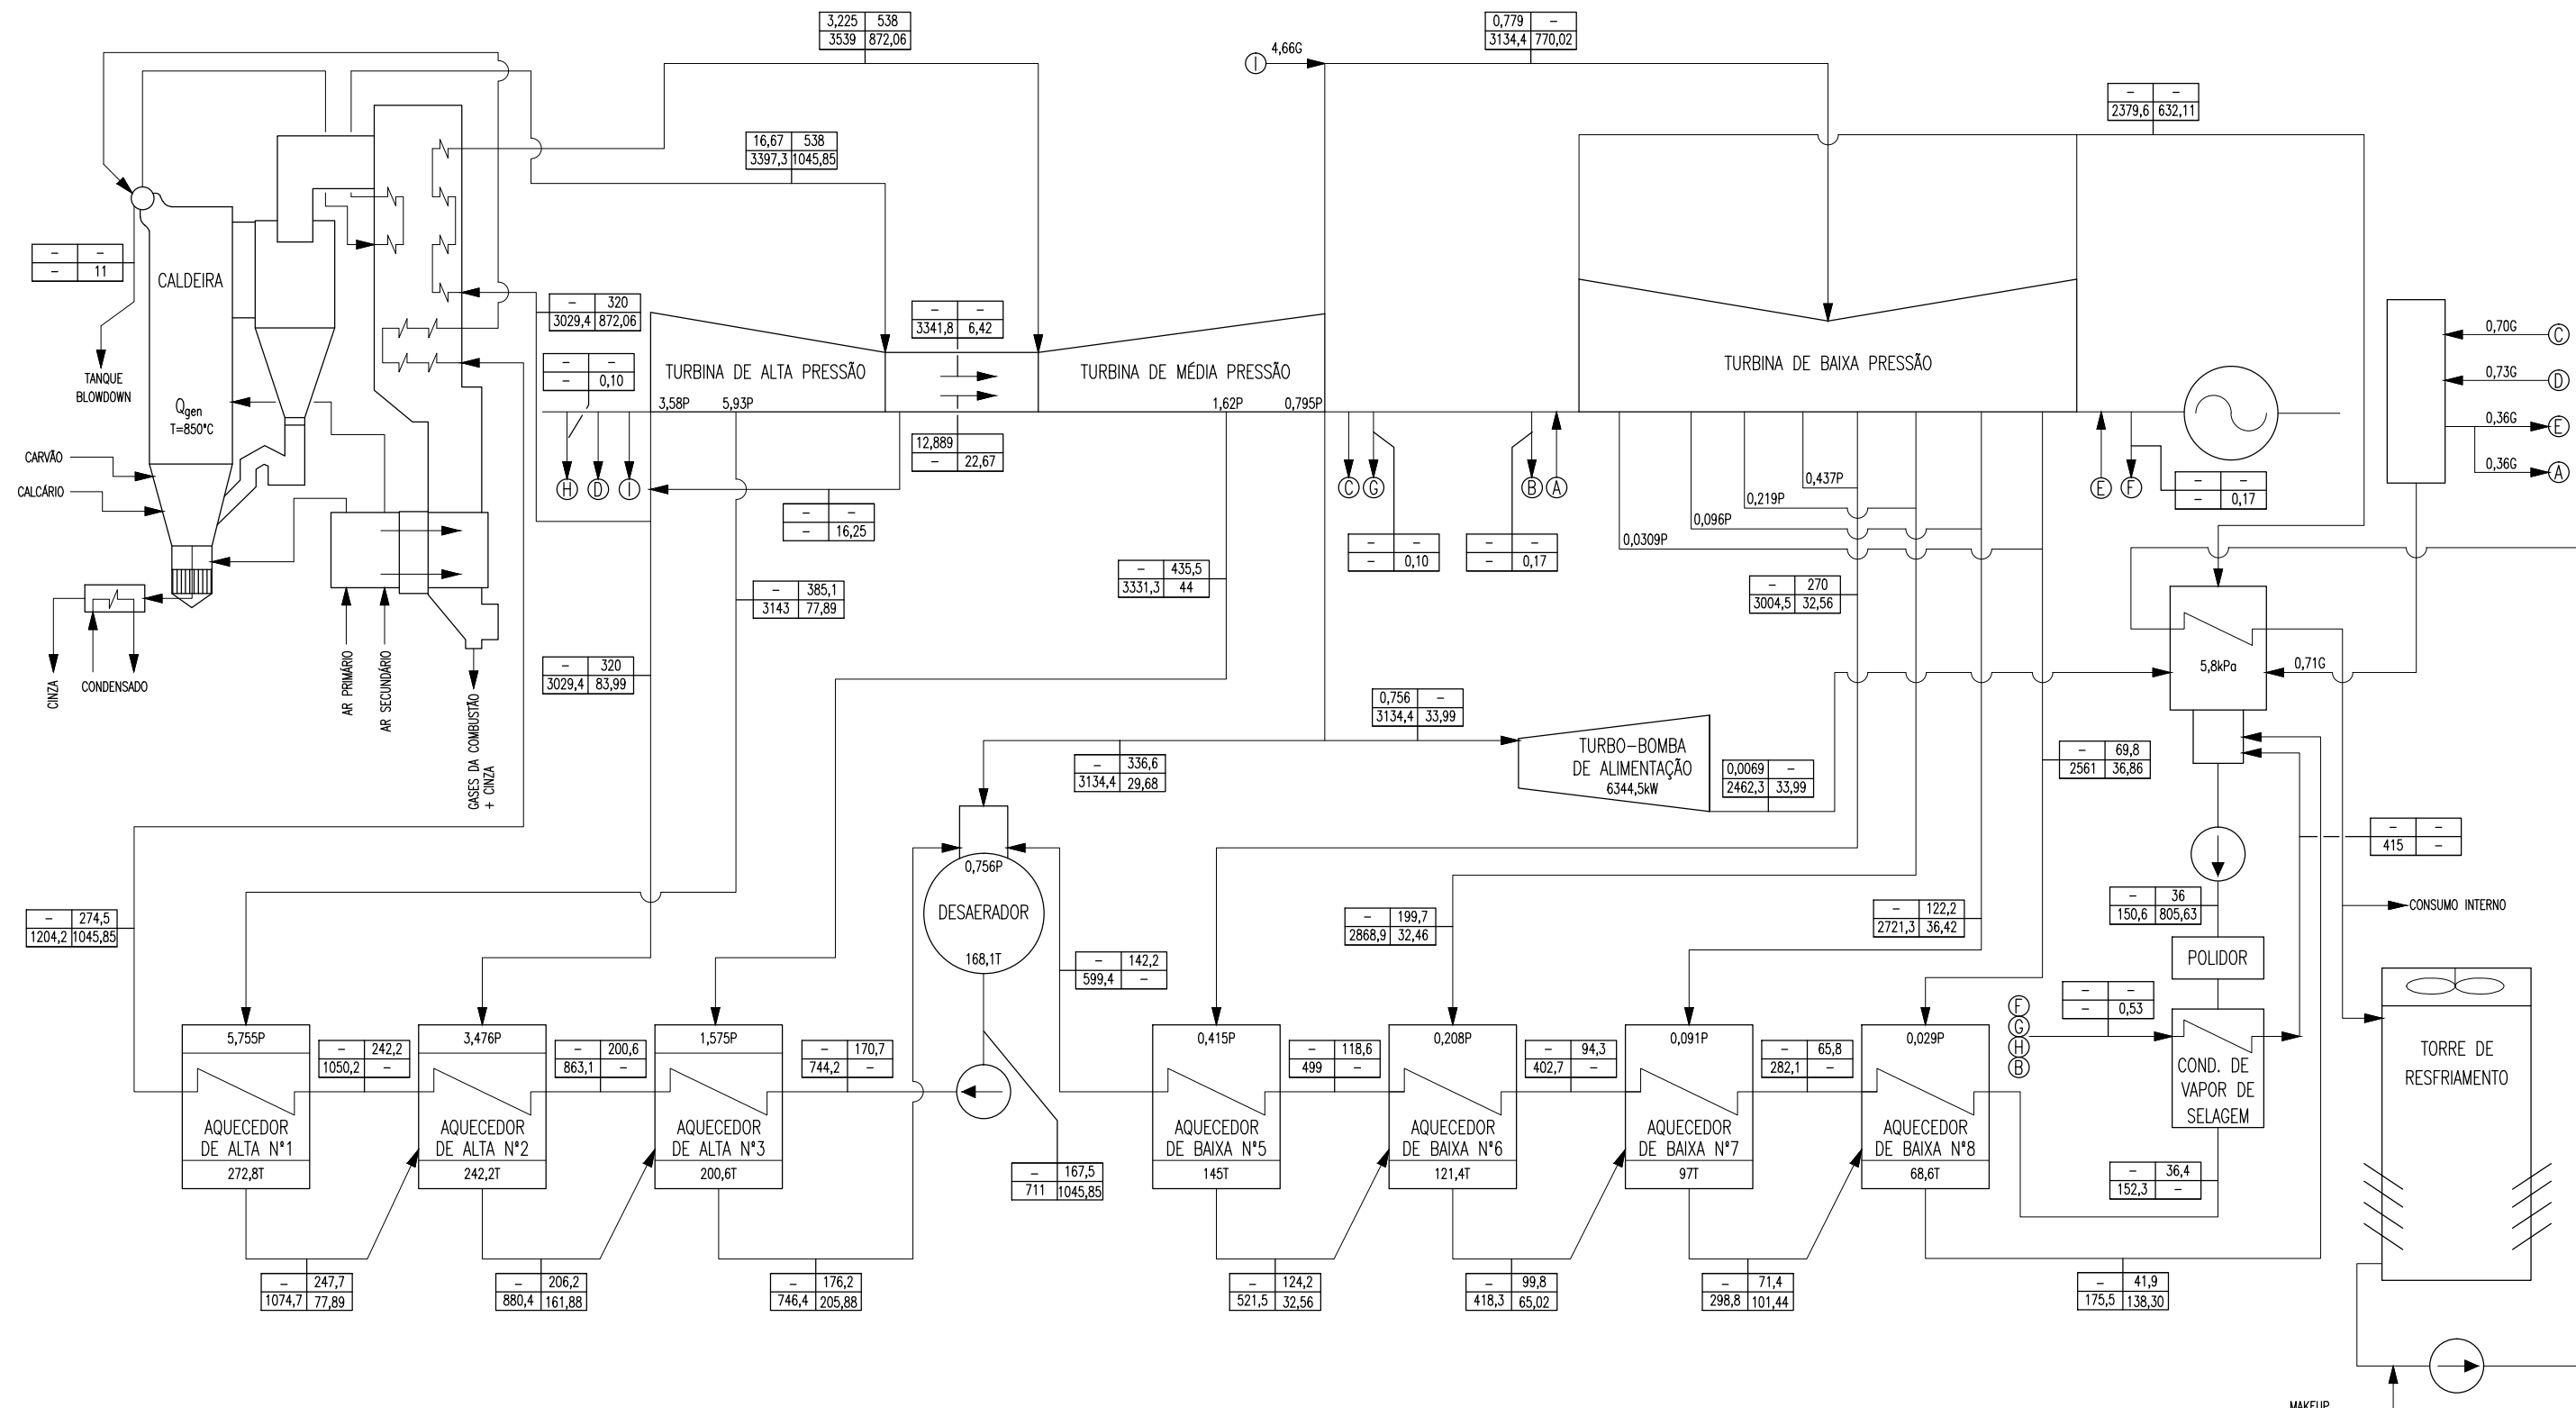 3,225 538
3539 872,06
0,779 –
3134,4 770,02
I 4,66G
– –
2379,6 632,11
16,67 538
3397,3 1045,85
– –
– 11
CALDEIRA
TANQUE
BLOWDOWN
Qgen
T=850°C
CARVÃO
CALCÁRIO
CINZA
CONDENSADO
AR PRIMÁRIO
AR SECUNDÁRIO
GASES DA COMBUSTÃO
+ CINZA
– 320
3029,4 872,06
– –
– 0,10
TURBINA DE ALTA PRESSÃO
3,58P 5,93P
– –
3341,8 6,42
12,889
– 22,67
TURBINA DE MÉDIA PRESSÃO
1,62P 0,795P
TURBINA DE BAIXA PRESSÃO
0,70G C
0,73G D
0,36G E
0,36G A
H D I
C G
B A
E F
– –
– 16,25
– –
– 0,10
– –
– 0,17
– –
– 0,17
0,437P
0,219P
0,096P
0,0309P
– 385,1
3143 77,89
– 435,5
3331,3 44
– 270
3004,5 32,56
– 320
3029,4 83,99
5,8kPa
0,71G
0,756 –
3134,4 33,99
– 336,6
3134,4 29,68
TURBO-BOMBA
DE ALIMENTAÇÃO
6344,5kW
0,0069 –
2462,3 33,99
– 69,8
2561 36,86
– –
415 –
0,756P
DESAERADOR
168,1T
– 36
150,6 805,63
CONSUMO INTERNO
– 274,5
1204,2 1045,85
– 199,7
2868,9 32,46
– 122,2
2721,3 36,42
– 142,2
599,4 –
POLIDOR
– –
– 0,53
F
G
H
B
COND. DE
VAPOR DE
SELAGEM
TORRE DE
RESFRIAMENTO
5,755P
AQUECEDOR
DE ALTA Nº1
272,8T
– 242,2
1050,2 –
3,476P
AQUECEDOR
DE ALTA Nº2
242,2T
– 200,6
863,1 –
1,575P
AQUECEDOR
DE ALTA Nº3
200,6T
– 170,7
744,2 –
– 167,5
711 1045,85
0,415P
AQUECEDOR
DE BAIXA Nº5
145T
– 118,6
499 –
0,208P
AQUECEDOR
DE BAIXA Nº6
121,4T
– 94,3
402,7 –
0,091P
AQUECEDOR
DE BAIXA Nº7
97T
– 65,8
282,1 –
0,029P
AQUECEDOR
DE BAIXA Nº8
68,6T
– 36,4
152,3 –
– 247,7
1074,7 77,89
– 206,2
880,4 161,88
– 176,2
746,4 205,88
– 124,2
521,5 32,56
– 99,8
418,3 65,02
– 71,4
298,8 101,44
– 41,9
175,5 138,30
MAKEUP